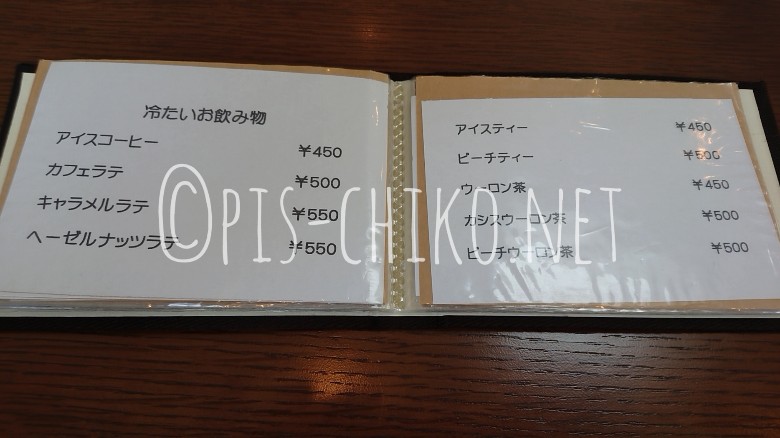 冷たいお飲み物
アイスコーヒー ￥450
カフェラテ ￥500
キャラメルラテ ￥550
ヘーゼルナッツラテ ￥550
アイスティー ￥450
ピーチティー ￥500
ウーロン茶 ￥450
カシスウーロン茶 ￥500
ピーチウーロン茶 ￥500
©PIS-CHIKO.NET